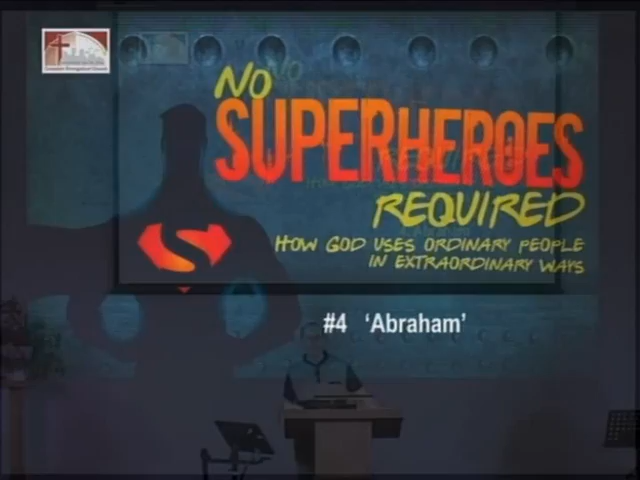 NO
SUPERHEROES
REQUIRED
HOW GOD USES ORDINARY PEOPLE
IN EXTRAORDINARY WAYS
#4 ‘Abraham’